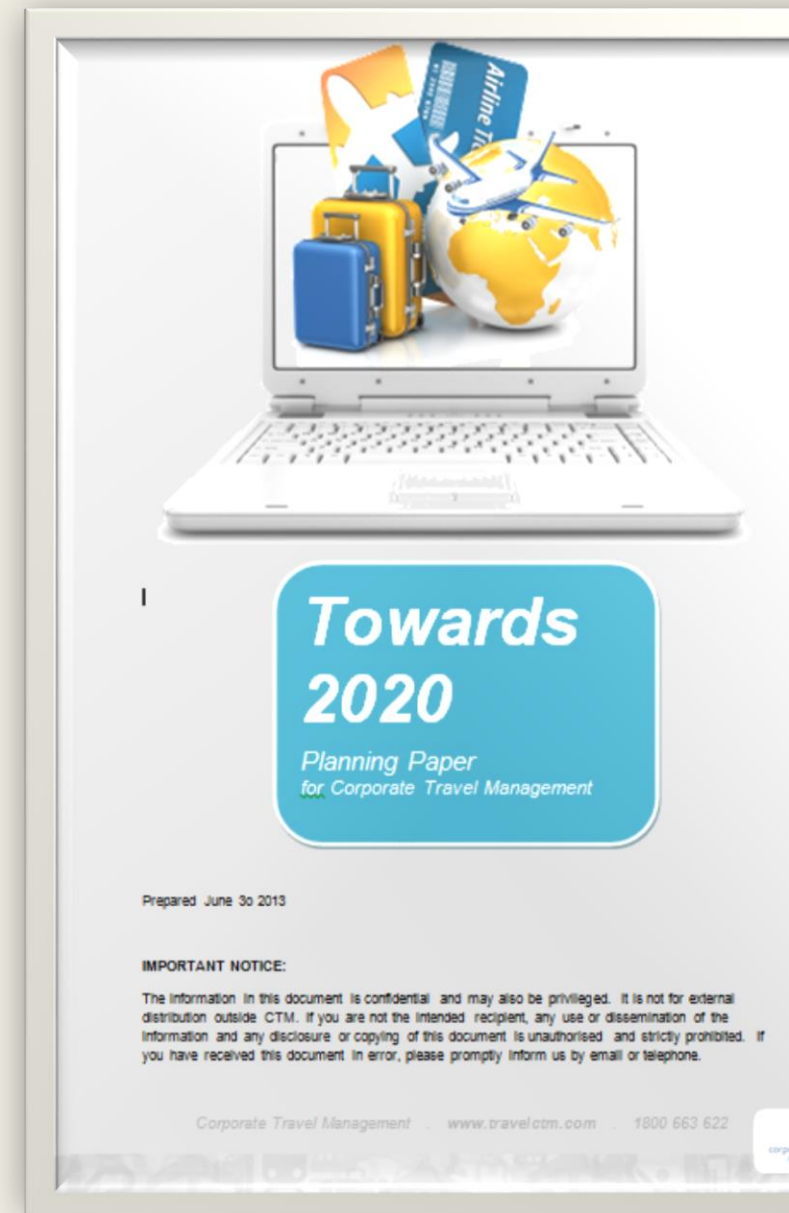 Airline
Towards
2020
Planning Paper
for Corporate Travel Management
Prepared June 3o 2013
IMPORTANT NOTICE:
The information in this document is confidential and may also be privileged. It is not for external
distribution outside CTM. If you are not the intended recipient, any use or dissemination of the
information and any disclosure or copying of this document is unauthorised and strictly prohibited. If
you have received this document in error, please promptly inform us by email or telephone.
Corporate Travel Management . www.travelctm.com . 1800 663 622